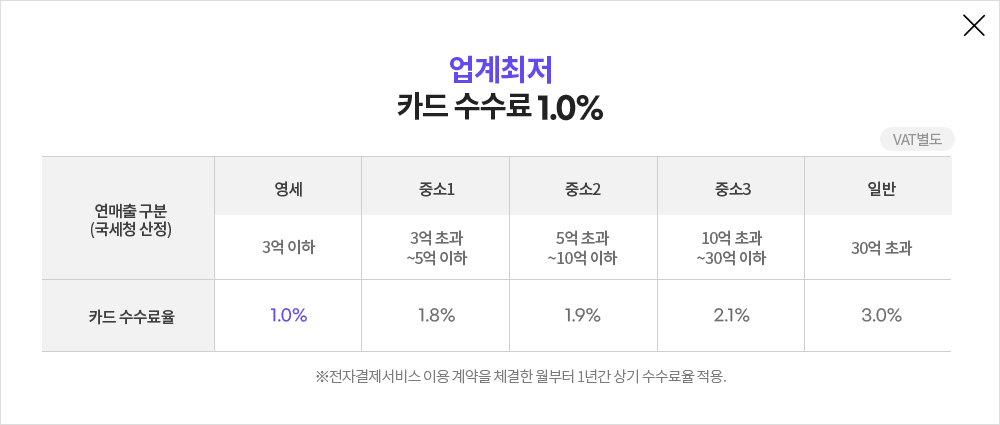 업계최저
카드 수수료 1.0%
VAT별도
연매출 구분
(국세청 산정)
영세
중소1
중소2
중소3
일반
3억 이하
3억 초과
~5억 이하
5억 초과
~10억 이하
10억 초과
~30억 이하
30억 초과
카드 수수료율
1.0%
1.8%
1.9%
2.1%
3.0%
※전자결제서비스 이용 계약을 체결한 월부터 1년간 상기 수수료율 적용.